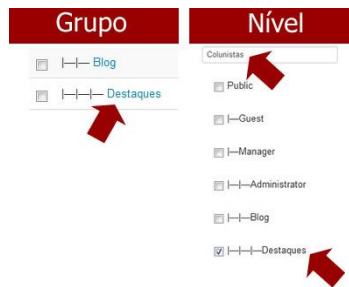 Grupo
|—|— Blog
|—|—|— Destaques
Nível
Colunistas
Public
|—Guest
|—Manager
|—|—Administrator
|—|—Blog
|—|—|—Destaques